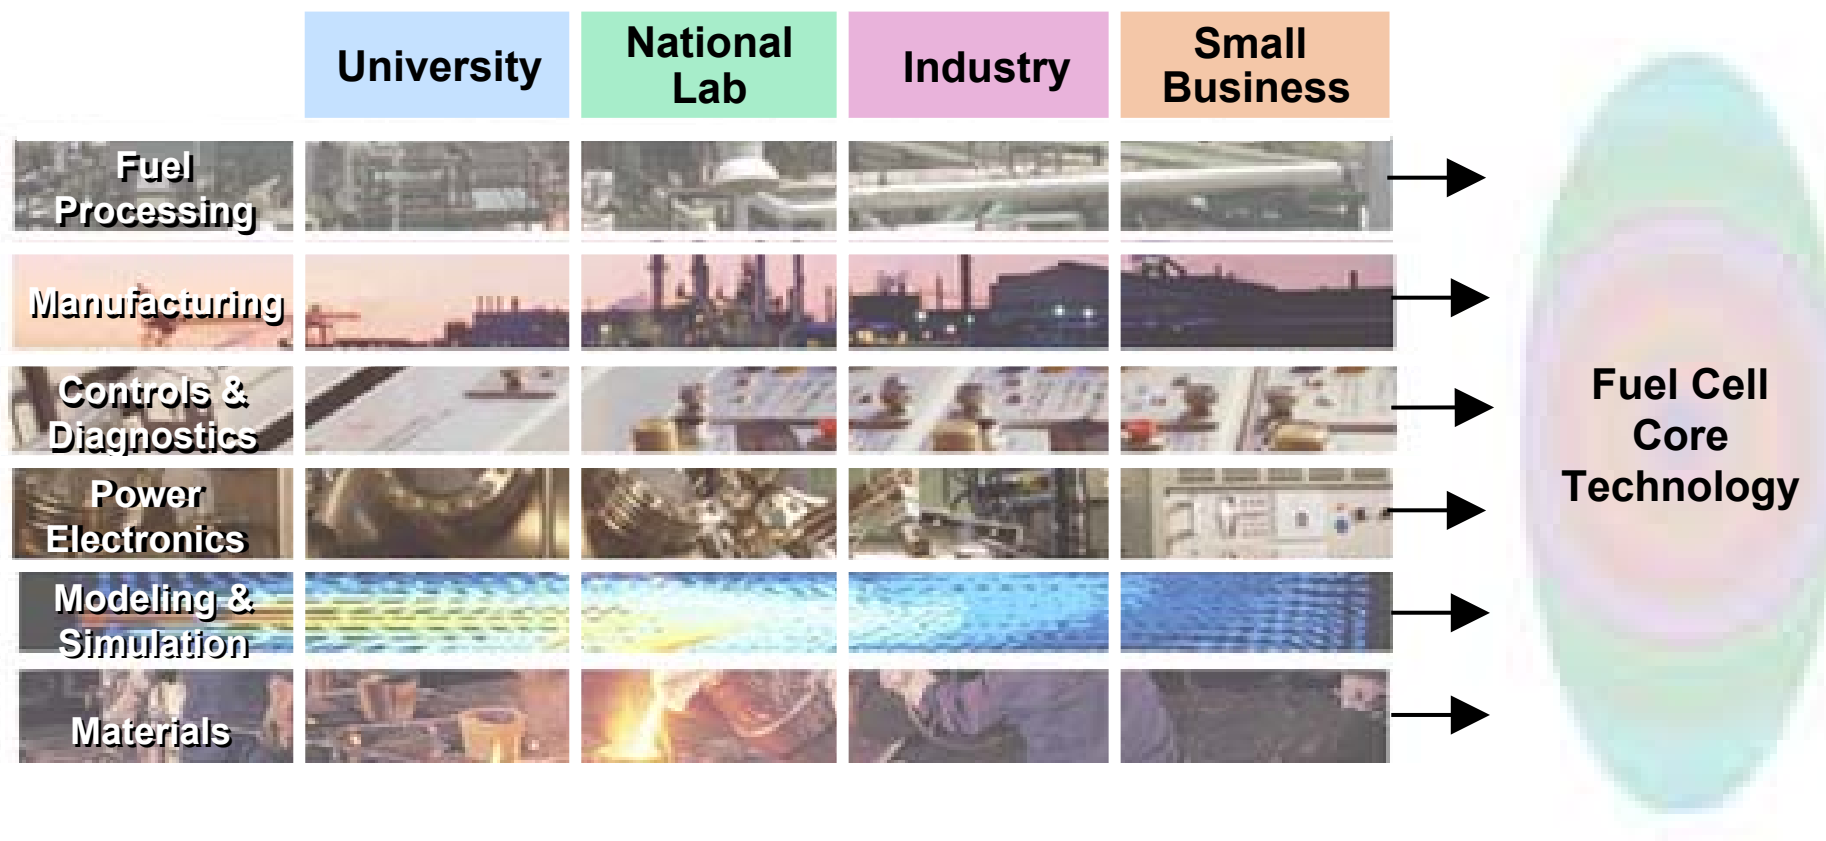 University
National
Lab
Industry
Small
Business
Fuel
Processing
Manufacturing
Controls &
Diagnostics
Power
Electronics
Modeling &
Simulation
Materials
Fuel Cell
Core
Technology